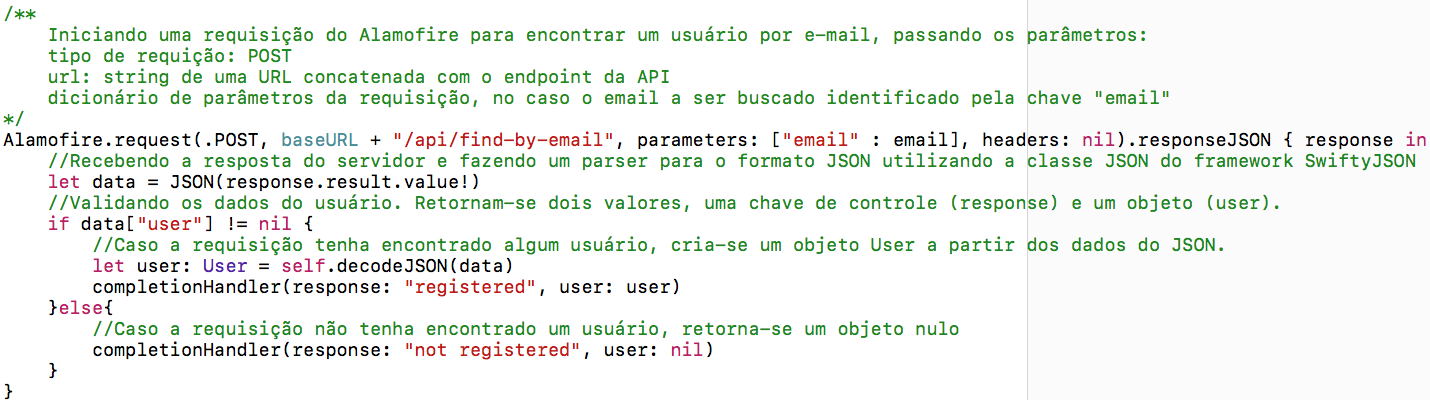 /**
    Iniciando uma requisição do Alamofire para encontrar um usuário por e-mail, passando os parâmetros:
    tipo de requição: POST
    url: string de uma URL concatenada com o endpoint da API
    dicionário de parâmetros da requisição, no caso o email a ser buscado identificado pela chave "email"
*/
Alamofire.request(.POST, baseURL + "/api/find-by-email", parameters: ["email" : email], headers: nil).responseJSON { response in
    //Recebendo a resposta do servidor e fazendo um parser para o formato JSON utilizando a classe JSON do framework SwiftyJSON
    let data = JSON(response.result.value!)
    //Validando os dados do usuário. Retornam-se dois valores, uma chave de controle (response) e um objeto (user).
    if data["user"] != nil {
        //Caso a requisição tenha encontrado algum usuário, cria-se um objeto User a partir dos dados do JSON.
        let user: User = self.decodeJSON(data)
        completionHandler(response: "registered", user: user)
    }else{
        //Caso a requisição não tenha encontrado um usuário, retorna-se um objeto nulo
        completionHandler(response: "not registered", user: nil)
    }
}